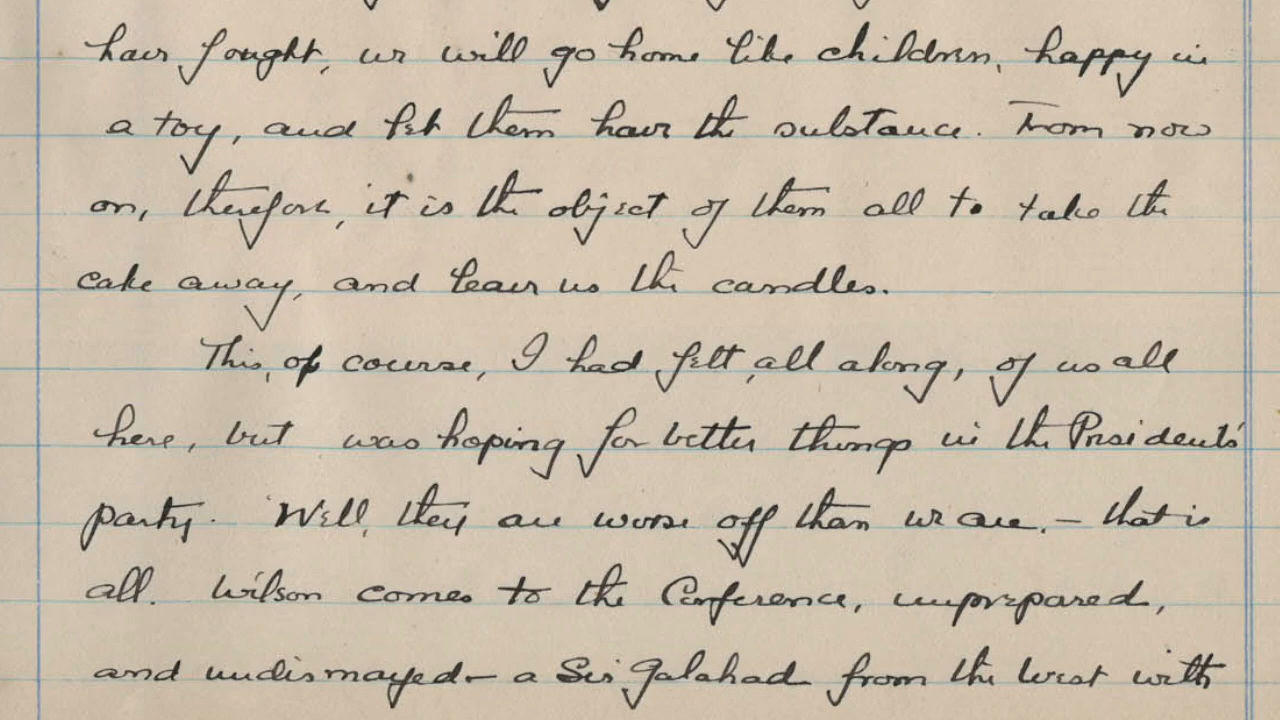 have fought, we will go home like children, happy in
a toy, and let them have the substance. From now
on, therefore, it is the object of them all to take the
cake away, and leave us the candles.
This, of course, I had felt all along, of us all
here, but was hoping for better things in the Presidents'
party. Well, they are worse off than we are. – that is
all. Wilson comes to the Conference, unprepared,
and undismayed – a Sir Galahad from the West with